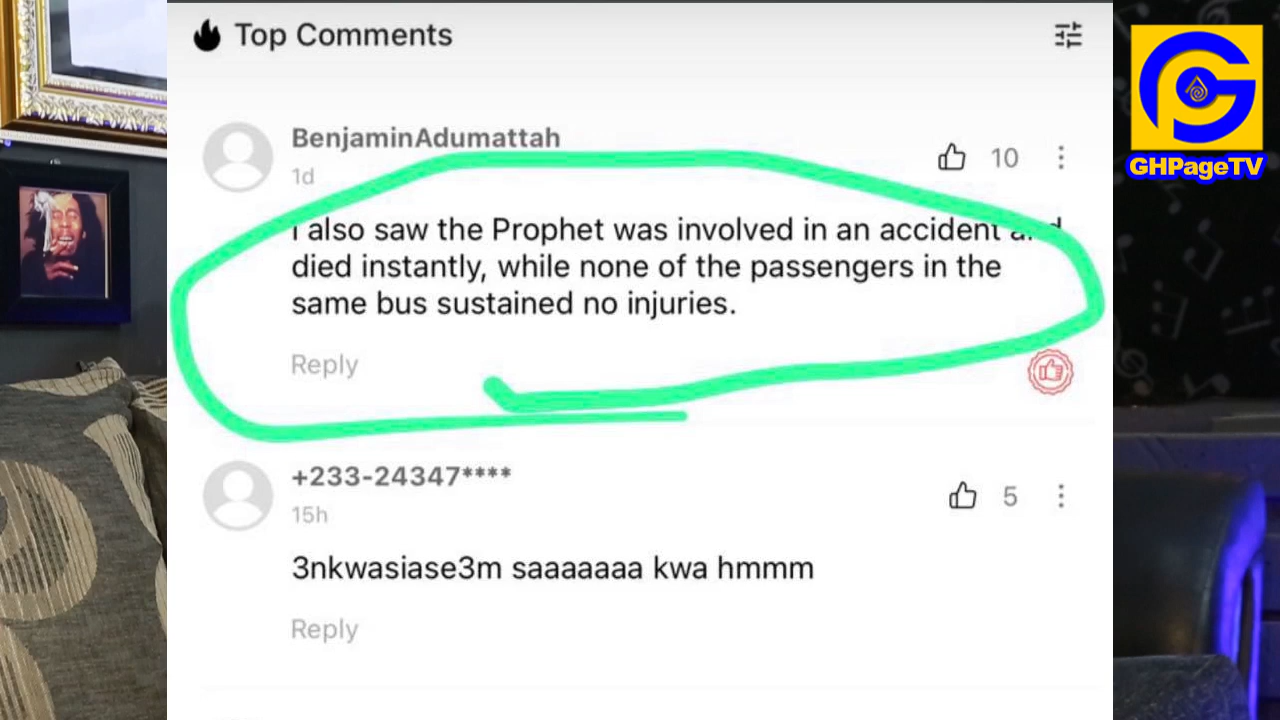 Top Comments
BenjaminAdumattah
1d
10
I also saw the Prophet was involved in an accident and
died instantly, while none of the passengers in the
same bus sustained no injuries.
Reply
+233-24347****
15h
5
3nkwasiase3m saaaaaaa kwa hmmm
Reply
GHPageTV